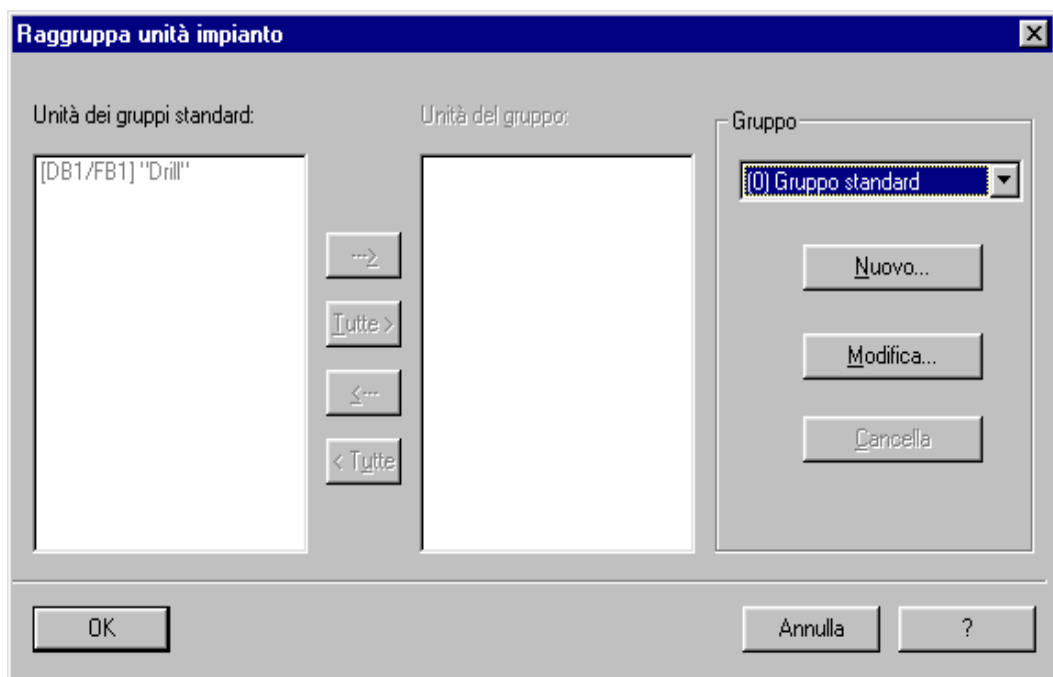 Raggruppa unità impianto
Unità dei gruppi standard:
[DB1/FB1] "Drill"
--->
Tutte >
<---
< Tutte
Unità del gruppo:
Gruppo
(0) Gruppo standard
Nuovo...
Modifica...
Cancella
OK
Annulla
?